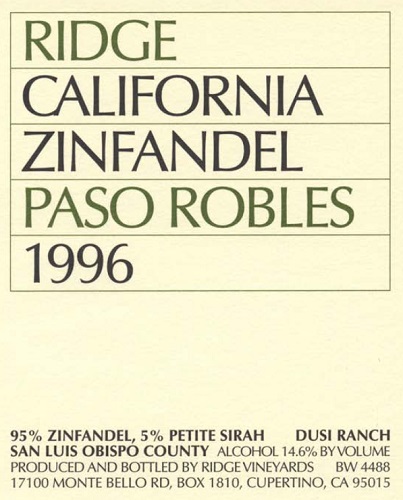 RIDGE
CALIFORNIA
ZINFANDEL
PASO ROBLES
1996
95% ZINFANDEL, 5% PETITE SIRAH DUSI RANCH
SAN LUIS OBISPO COUNTY ALCOHOL 14.6% BY VOLUME
PRODUCED AND BOTTLED BY RIDGE VINEYARDS BW 4488
17100 MONTE BELLO RD, BOX 1810, CUPERTINO, CA 95015